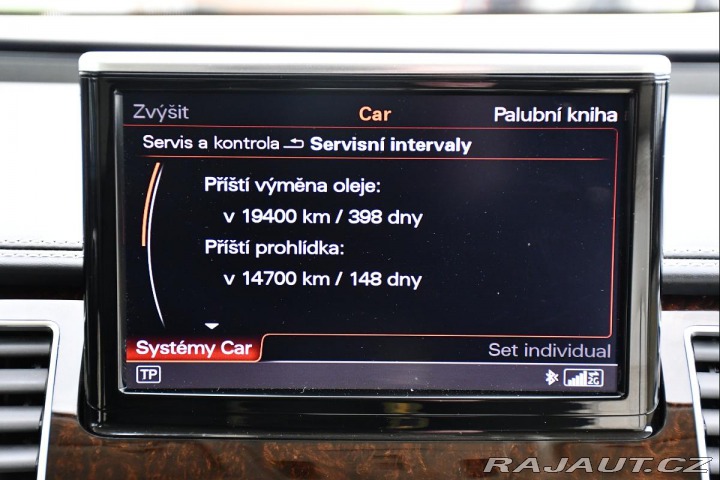 Zvýšit Car Palubní kniha
Servis a kontrola Servisní intervaly
Příští výměna oleje:
v 19400 km / 398 dny
Příští prohlídka:
v 14700 km / 148 dny
Systémy Car Set individual
TP 2G
RAJAUT.CZ